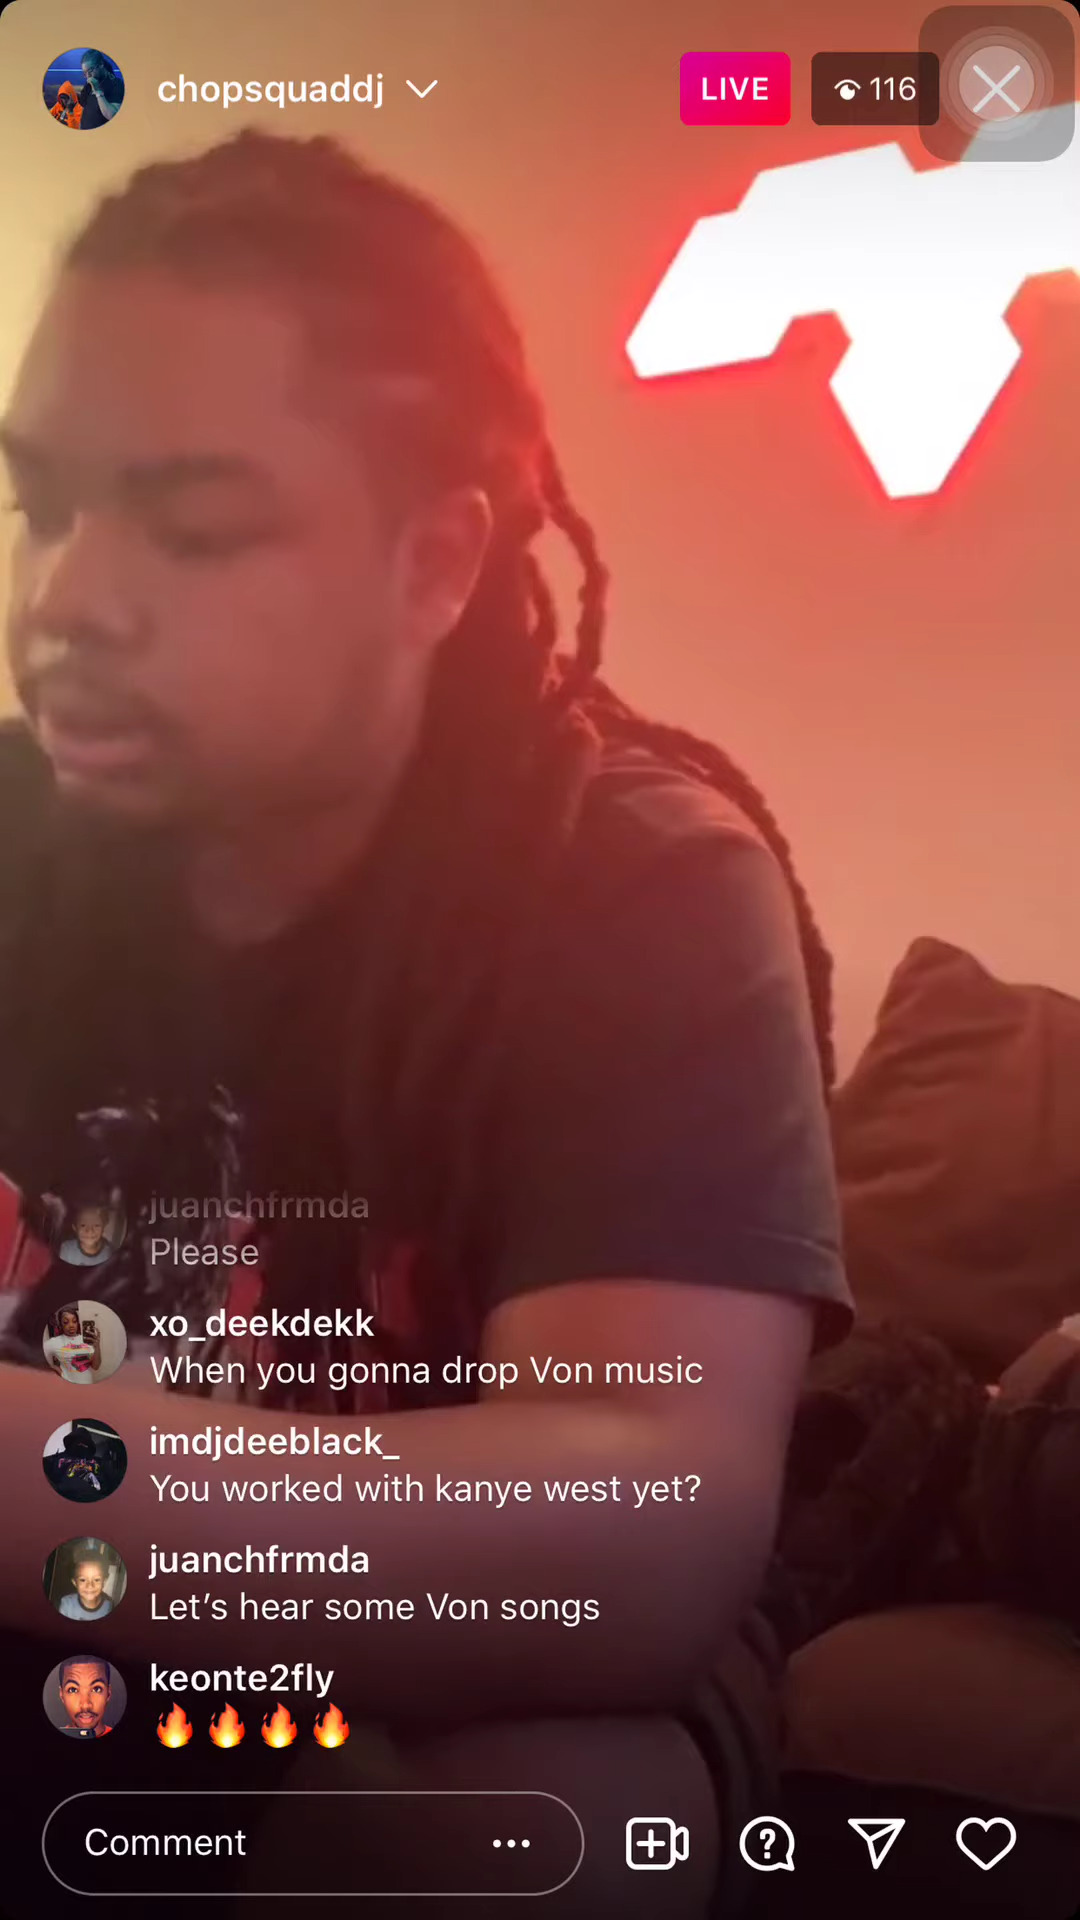 chopsquaddj
LIVE
116
juanchfrmda
Please
xo_deekdekk
When you gonna drop Von music
imdjdeeblack_
You worked with kanye west yet?
juanchfrmda
Let’s hear some Von songs
keonte2fly
🔥🔥🔥🔥
Comment